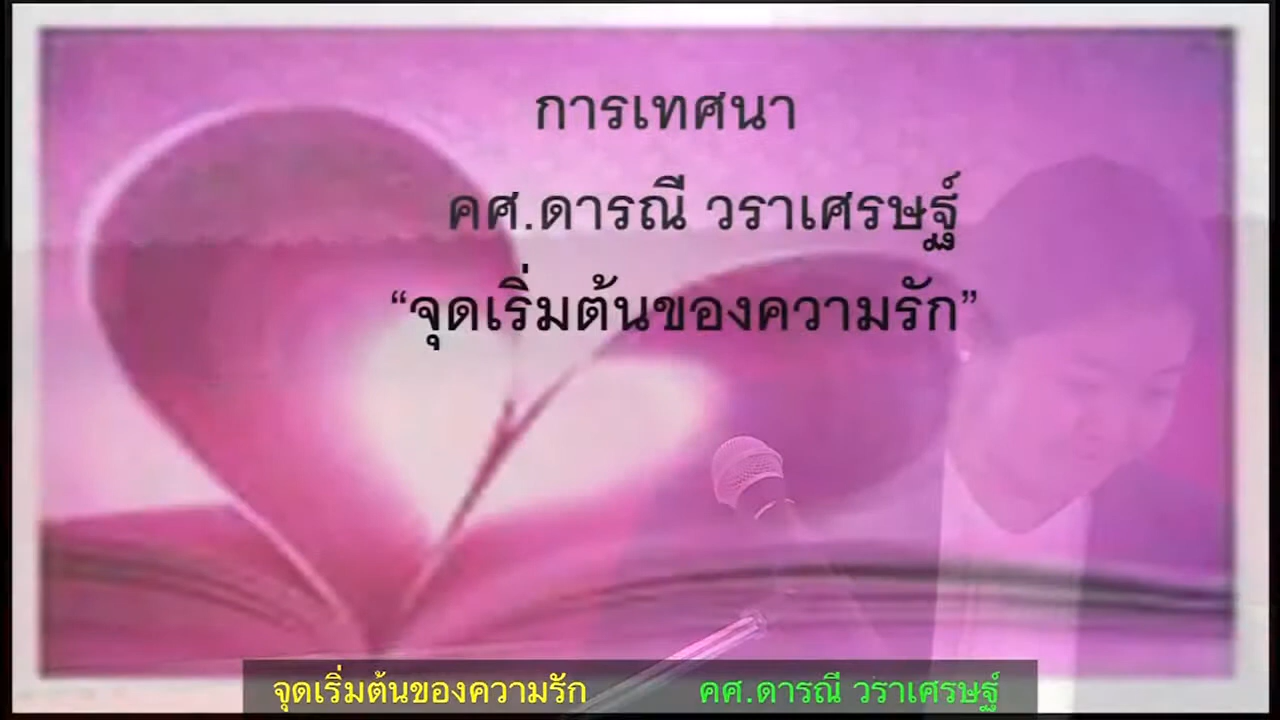 การเทศนา
คศ.ดารณี วราเศรษฐ์
“จุดเริ่มต้นของความรัก”
จุดเริ่มต้นของความรัก คศ.ดารณี วราเศรษฐ์